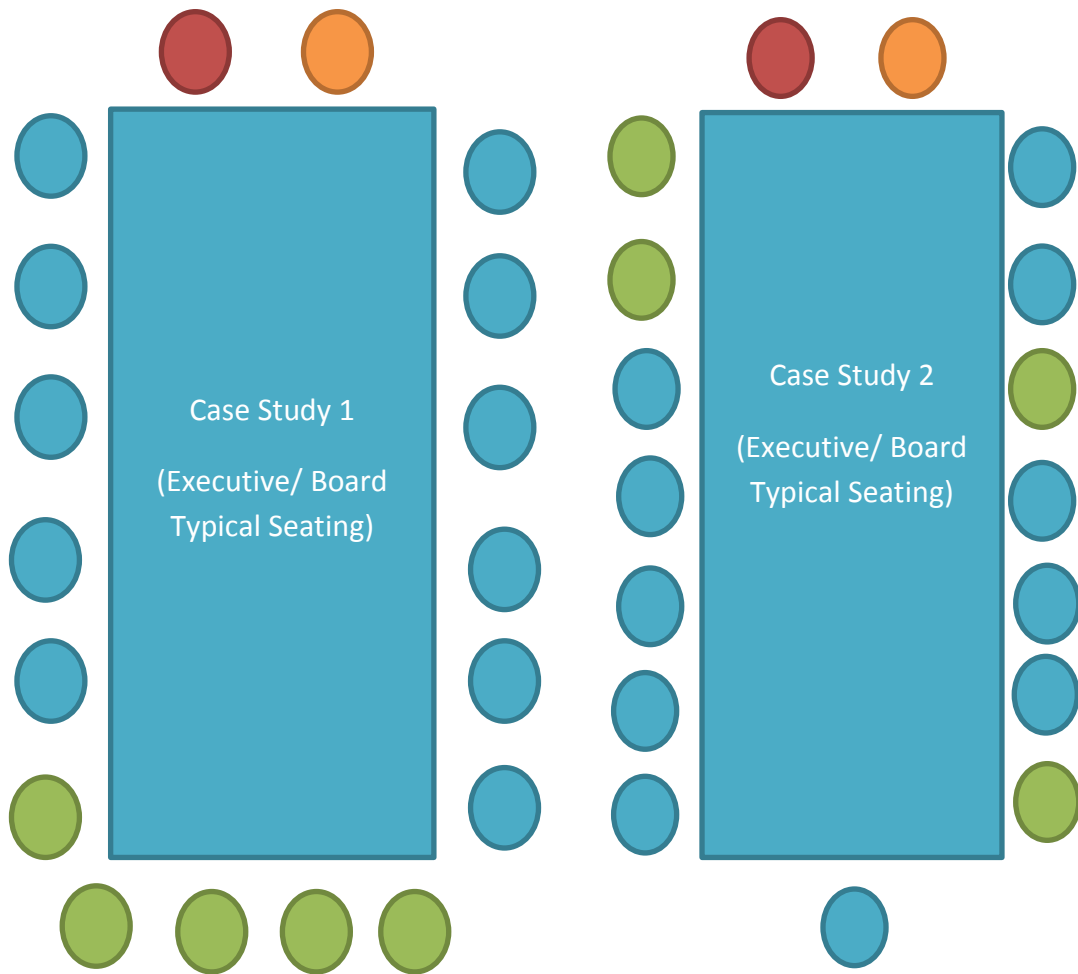 Case Study 1
(Executive/ Board
Typical Seating)
Case Study 2
(Executive/ Board
Typical Seating)